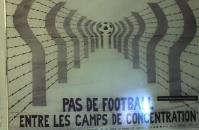 PAS DE FOOTBALL
ENTRE LES CAMPS DE CONCENTRATION